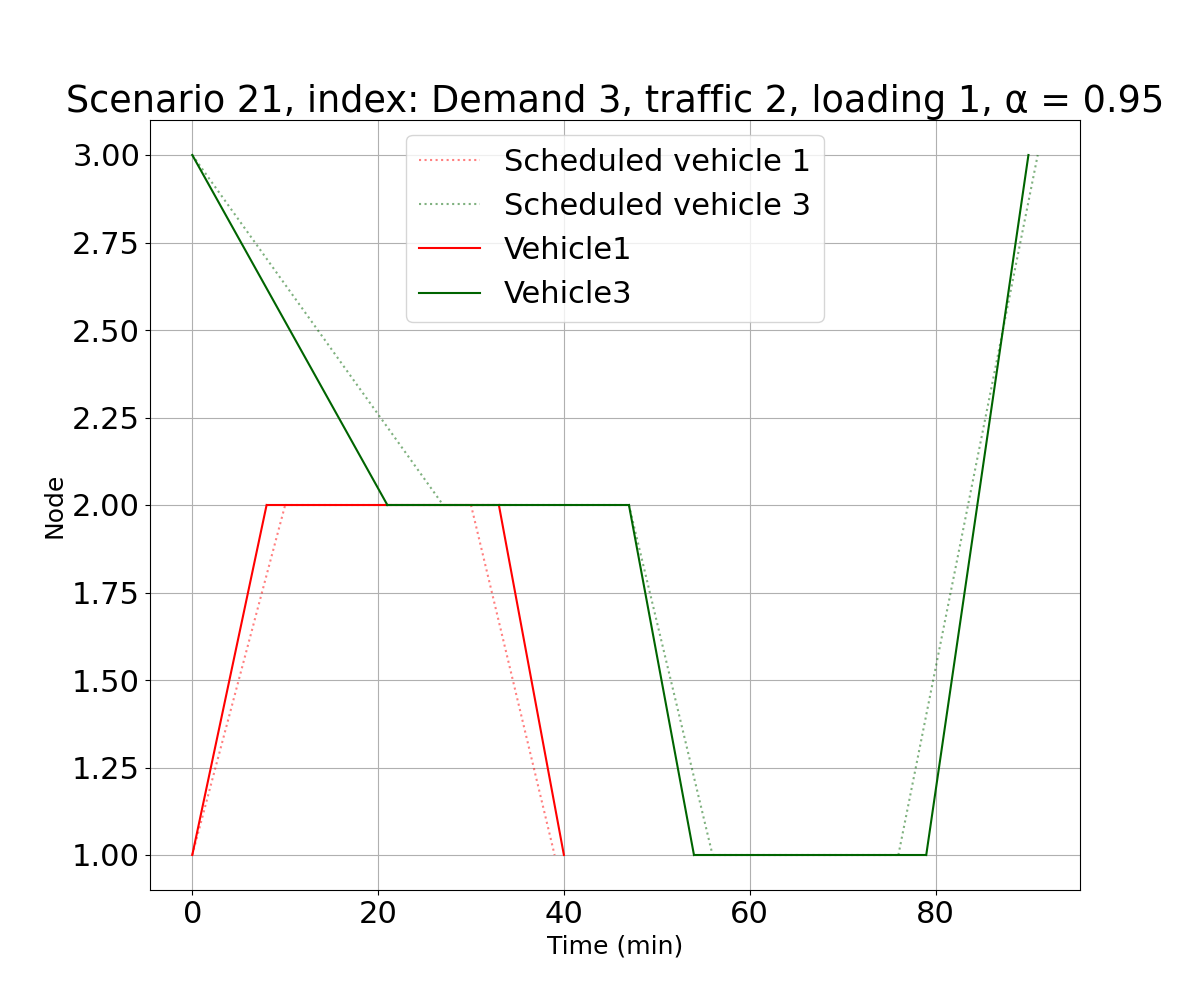 Scenario 21, index: Demand 3, traffic 2, loading 1, α = 0.95
Scheduled vehicle 1
Scheduled vehicle 3
Vehicle1
Vehicle3
3.00
2.75
2.50
2.25
2.00
1.75
1.50
1.25
1.00
Node
0 20 40 60 80
Time (min)